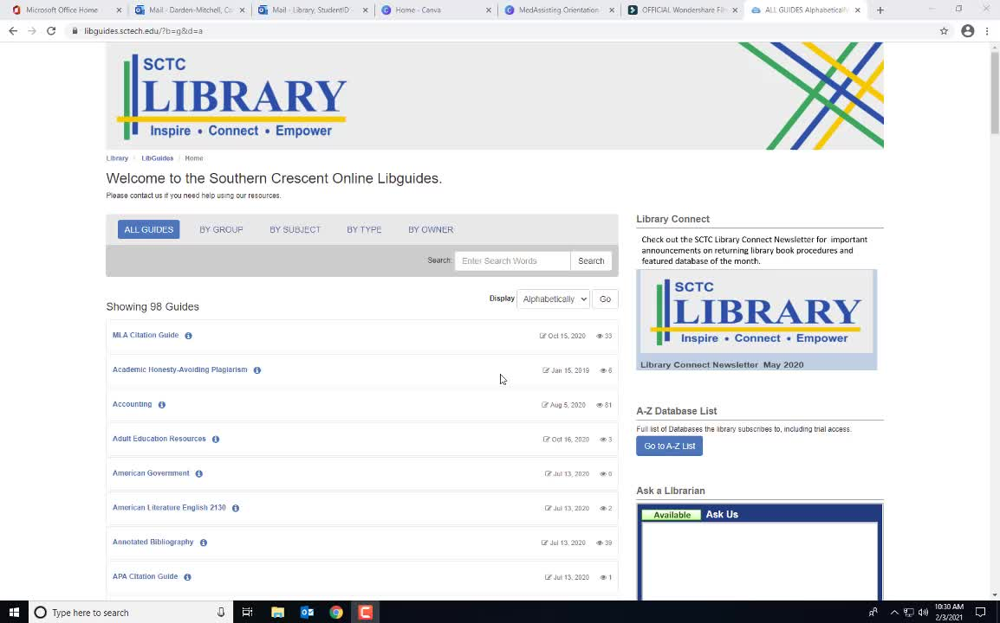 Microsoft Office Home
Mail - Darden-Mitchell, Ca
Mail - Library, StudentID -
Home - Canva
MedAssisting Orientation
OFFICIAL Wondershare Fil
ALL GUIDES Alphabetically
libguides.sctech.edu/?b=g&d=a
SCTC
LIBRARY
Inspire • Connect • Empower
Library / LibGuides / Home
Welcome to the Southern Crescent Online Libguides.
Please contact us if you need help using our resources.
ALL GUIDES BY GROUP BY SUBJECT BY TYPE BY OWNER
Search: Enter Search Words Search
Showing 98 Guides
Display Alphabetically Go
MLA Citation Guide Oct 15, 2020 33
Academic Honesty-Avoiding Plagiarism Jan 15, 2019 6
Accounting Aug 5, 2020 81
Adult Education Resources Oct 16, 2020 3
American Government Jul 13, 2020 0
American Literature English 2130 Jul 13, 2020 2
Annotated Bibliography Jul 13, 2020 39
APA Citation Guide Jul 13, 2020 1
Library Connect
Check out the SCTC Library Connect Newsletter for important
announcements on returning library book procedures and
featured database of the month.
SCTC
LIBRARY
Inspire • Connect • Empower
Library Connect Newsletter May 2020
A-Z Database List
Full list of Databases the library subscribes to, including trial access.
Go to A-Z List
Ask a Librarian
Available Ask Us
Type here to search
10:30 AM
2/3/2021